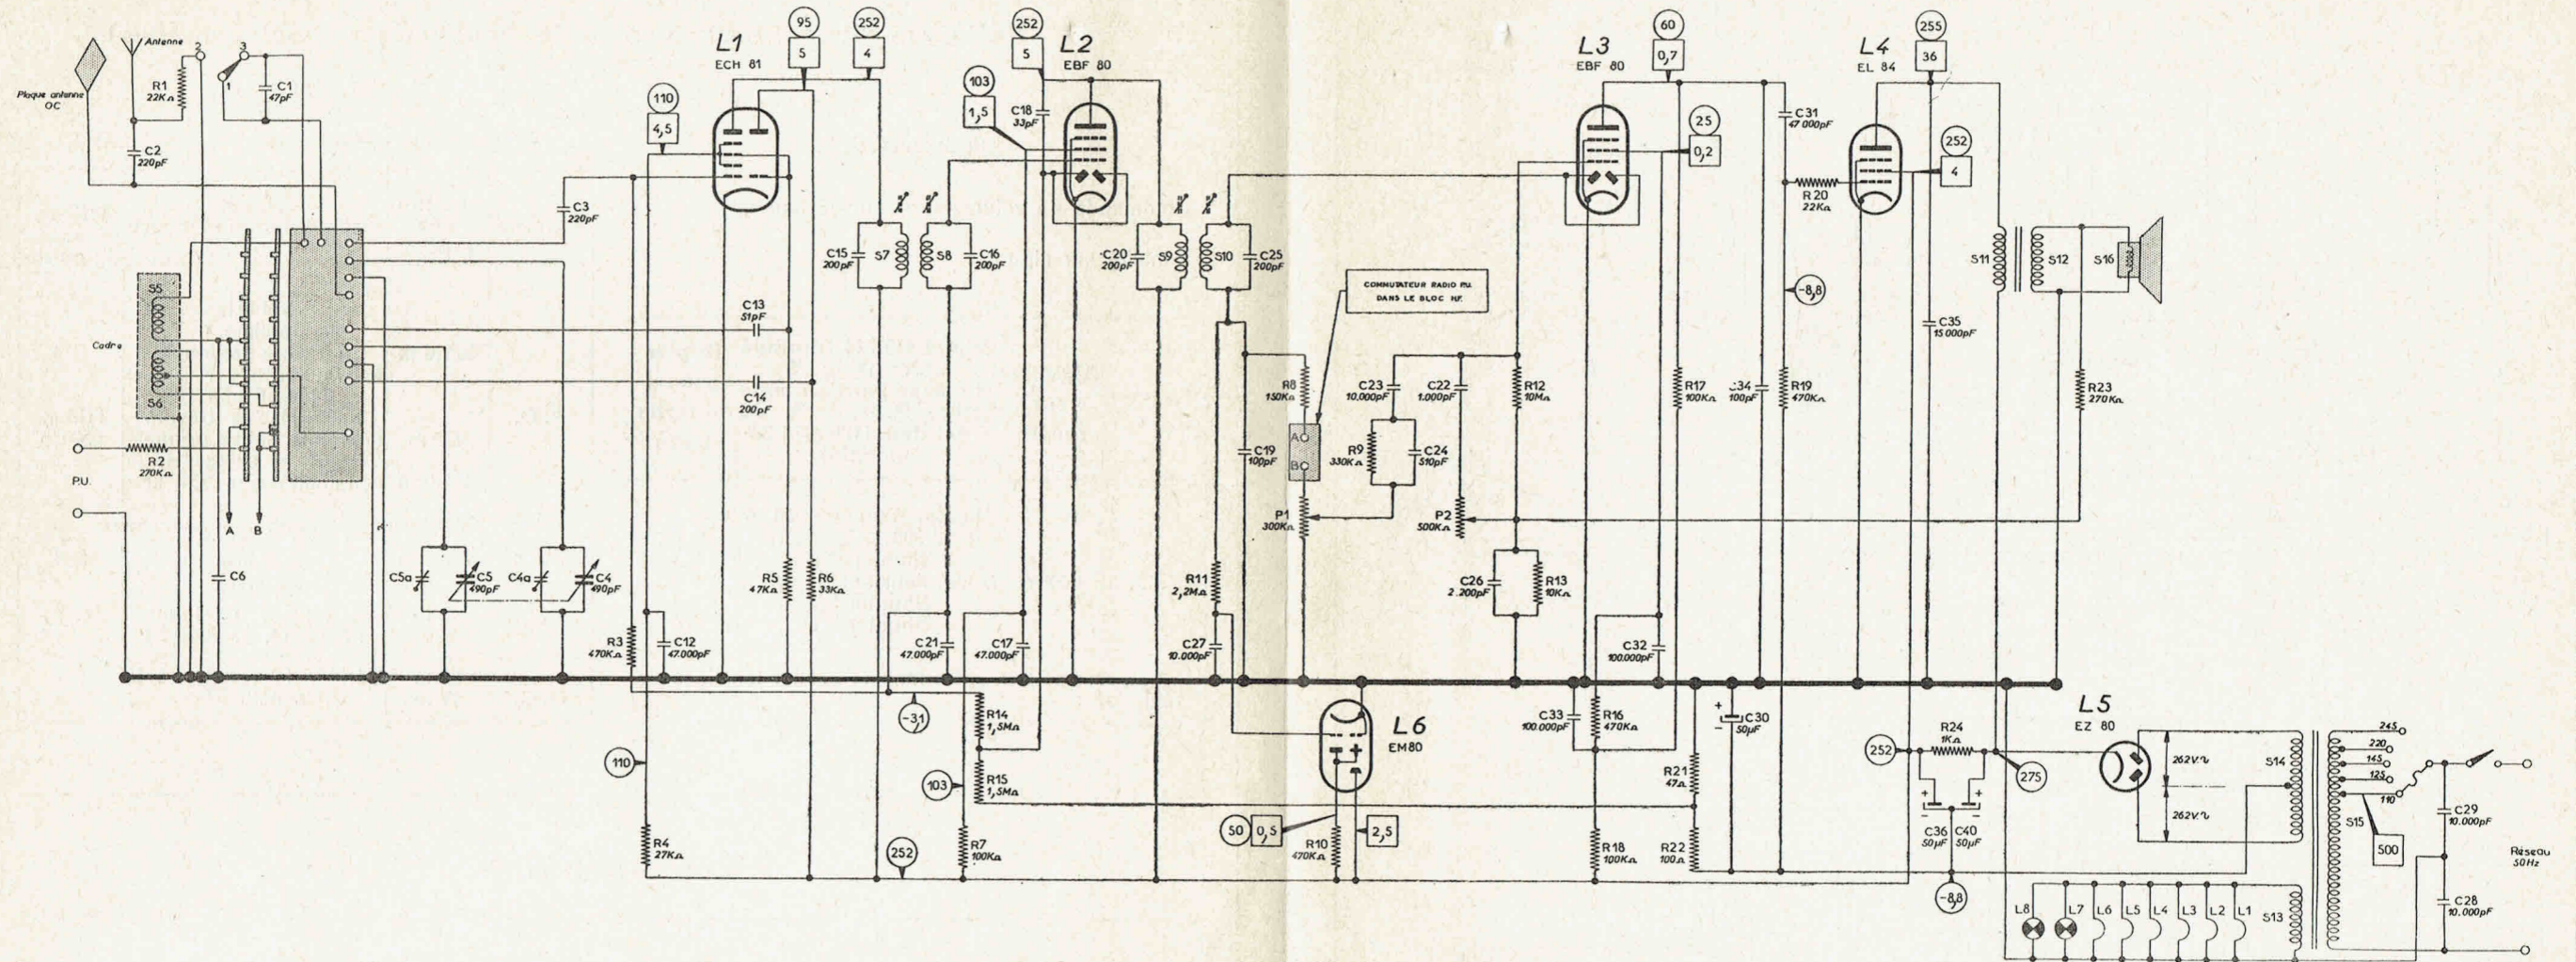 95
252
252
60
255
5
4
5
0,7
36
L1
ECH 81
L2
EBF 80
L3
EBF 80
L4
EL 84
Antenne
2
3
1
R1
22KΩ
C1
47pF
Plaque antenne
OC
C2
220pF
110
4,5
103
1,5
C18
33pF
25
0,2
C31
47 000pF
252
4
C3
220pF
R 20
22KΩ
S5
Cadre
S6
C15
200pF
S7
S8
C16
200pF
C20
200pF
S9
S10
C25
200pF
COMMUTATEUR RADIO P.U.
DANS LE BLOC H.F.
-8,8
S11
S12
S16
C13
51pF
C14
200pF
C35
15 000pF
R8
150KΩ
C23
10.000pF
C22
1.000pF
R12
10MΩ
R17
100KΩ
C34
100pF
R19
470KΩ
R23
270KΩ
R2
270KΩ
P.U.
A
B
C19
100pF
A
B
R9
330KΩ
C24
510pF
P1
300KΩ
P2
500KΩ
C6
C5a
C5
490pF
C4a
C4
490pF
R5
47KΩ
R6
33KΩ
R11
2,2MΩ
C26
2.200pF
R13
10KΩ
R3
470KΩ
C12
47.000pF
C21
47.000pF
C17
47.000pF
C27
10.000pF
C32
100.000pF
-3,1
R14
1,5MΩ
L6
EM80
C33
100.000pF
R16
470KΩ
C30
50µF
+
-
L5
EZ 80
110
103
R15
1,5MΩ
R21
47Ω
252
R24
1KΩ
275
262V.~
262V.~
S14
245
220
145
125
110
S15
500
C29
10.000pF
R4
27KΩ
252
R7
100KΩ
50
0,5
R10
470KΩ
2,5
R18
100KΩ
R22
100Ω
+
+
-
-
C36
50µF
C40
50µF
-8,8
Réseau
50Hz
C28
10.000pF
L8
L7
L6
L5
L4
L3
L2
L1
S13